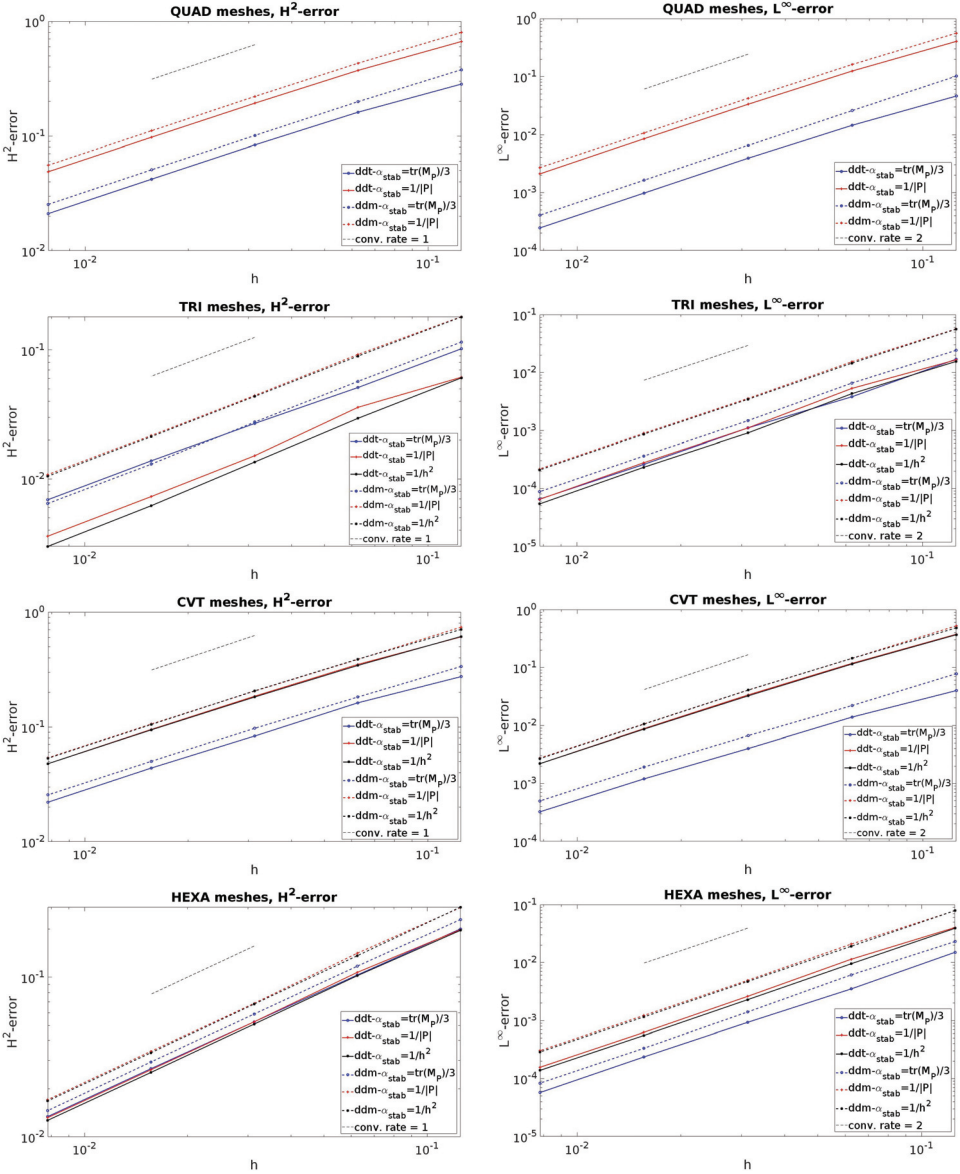 QUAD meshes, H²-error
10⁰
10⁻¹
10⁻²
H²-error
10⁻²
10⁻¹
h
ddt-α_stab=tr(M_P)/3
ddt-α_stab=1/|P|
ddm-α_stab=tr(M_P)/3
ddm-α_stab=1/|P|
conv. rate = 1
QUAD meshes, L^∞-error
10⁰
10⁻¹
10⁻²
10⁻³
10⁻⁴
L^∞-error
10⁻²
10⁻¹
h
ddt-α_stab=tr(M_P)/3
ddt-α_stab=1/|P|
ddm-α_stab=tr(M_P)/3
ddm-α_stab=1/|P|
conv. rate = 2
TRI meshes, H²-error
10⁻¹
10⁻²
H²-error
10⁻²
10⁻¹
h
ddt-α_stab=tr(M_P)/3
ddt-α_stab=1/|P|
ddt-α_stab=1/h²
ddm-α_stab=tr(M_P)/3
ddm-α_stab=1/|P|
ddm-α_stab=1/h²
conv. rate = 1
TRI meshes, L^∞-error
10⁻¹
10⁻²
10⁻³
10⁻⁴
10⁻⁵
L^∞-error
10⁻²
10⁻¹
h
ddt-α_stab=tr(M_P)/3
ddt-α_stab=1/|P|
ddt-α_stab=1/h²
ddm-α_stab=tr(M_P)/3
ddm-α_stab=1/|P|
ddm-α_stab=1/h²
conv. rate = 2
CVT meshes, H²-error
10⁰
10⁻¹
10⁻²
H²-error
10⁻²
10⁻¹
h
ddt-α_stab=tr(M_P)/3
ddt-α_stab=1/|P|
ddt-α_stab=1/h²
ddm-α_stab=tr(M_P)/3
ddm-α_stab=1/|P|
ddm-α_stab=1/h²
conv. rate = 1
CVT meshes, L^∞-error
10⁰
10⁻¹
10⁻²
10⁻³
10⁻⁴
L^∞-error
10⁻²
10⁻¹
h
ddt-α_stab=tr(M_P)/3
ddt-α_stab=1/|P|
ddt-α_stab=1/h²
ddm-α_stab=tr(M_P)/3
ddm-α_stab=1/|P|
ddm-α_stab=1/h²
conv. rate = 2
HEXA meshes, H²-error
10⁻¹
10⁻²
H²-error
10⁻²
10⁻¹
h
ddt-α_stab=tr(M_P)/3
ddt-α_stab=1/|P|
ddt-α_stab=1/h²
ddm-α_stab=tr(M_P)/3
ddm-α_stab=1/|P|
ddm-α_stab=1/h²
conv. rate = 1
HEXA meshes, L^∞-error
10⁻¹
10⁻²
10⁻³
10⁻⁴
10⁻⁵
L^∞-error
10⁻²
10⁻¹
h
ddt-α_stab=tr(M_P)/3
ddt-α_stab=1/|P|
ddt-α_stab=1/h²
ddm-α_stab=tr(M_P)/3
ddm-α_stab=1/|P|
ddm-α_stab=1/h²
conv. rate = 2